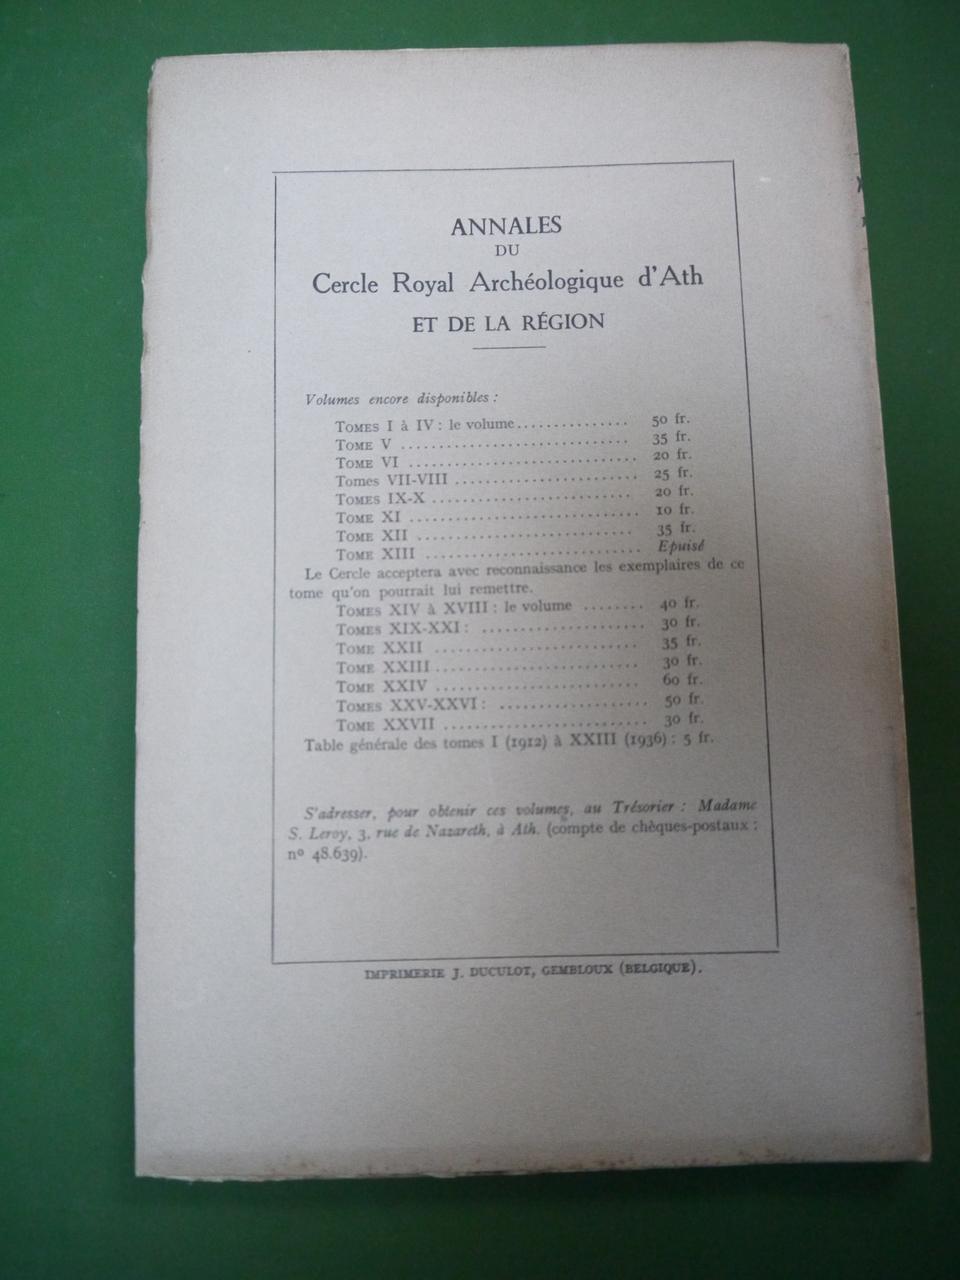 ANNALES
DU
Cercle Royal Archéologique d'Ath
ET DE LA RÉGION
Volumes encore disponibles :
TOMES I à IV : le volume............... 50 fr.
TOME V ............................... 35 fr.
TOME VI .............................. 20 fr.
Tomes VII-VIII ........................ 25 fr.
TOMES IX-X ........................... 20 fr.
TOME XI .............................. 10 fr.
TOME XII ............................. 35 fr.
TOME XIII ............................ Epuisé
Le Cercle acceptera avec reconnaissance les exemplaires de ce
tome qu'on pourrait lui remettre.
TOMES XIV à XVIII : le volume ........ 40 fr.
TOMES XIX-XXI : ...................... 30 fr.
TOME XXII ............................ 35 fr.
TOME XXIII ........................... 30 fr.
TOME XXIV ............................ 60 fr.
TOMES XXV-XXVI : .................... 50 fr.
TOME XXVII ........................... 30 fr.
Table générale des tomes I (1912) à XXIII (1936) : 5 fr.
S'adresser, pour obtenir ces volumes, au Trésorier : Madame
S. Leroy, 3, rue de Nazareth, à Ath. (compte de chèques-postaux :
nº 48.639).
IMPRIMERIE J. DUCULOT, GEMBLOUX (BELGIQUE).